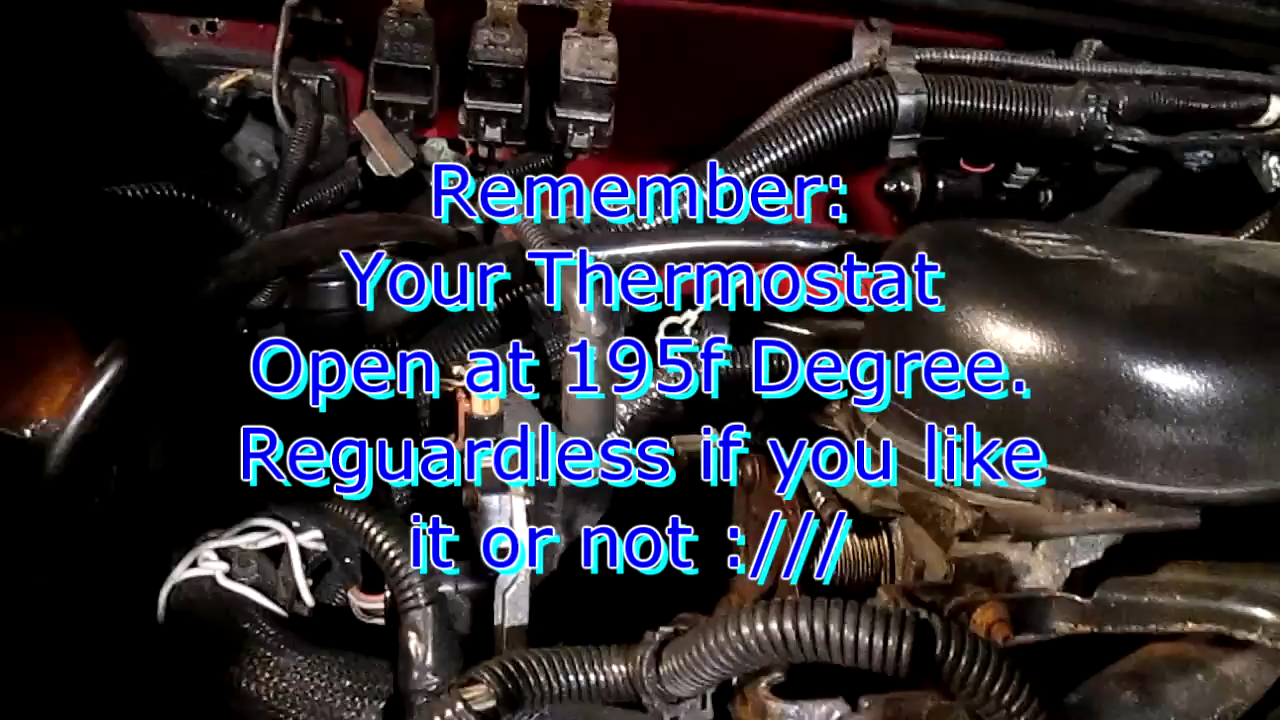 Remember:
Your Thermostat
Open at 195f Degree.
Reguardless if you like
it or not :///